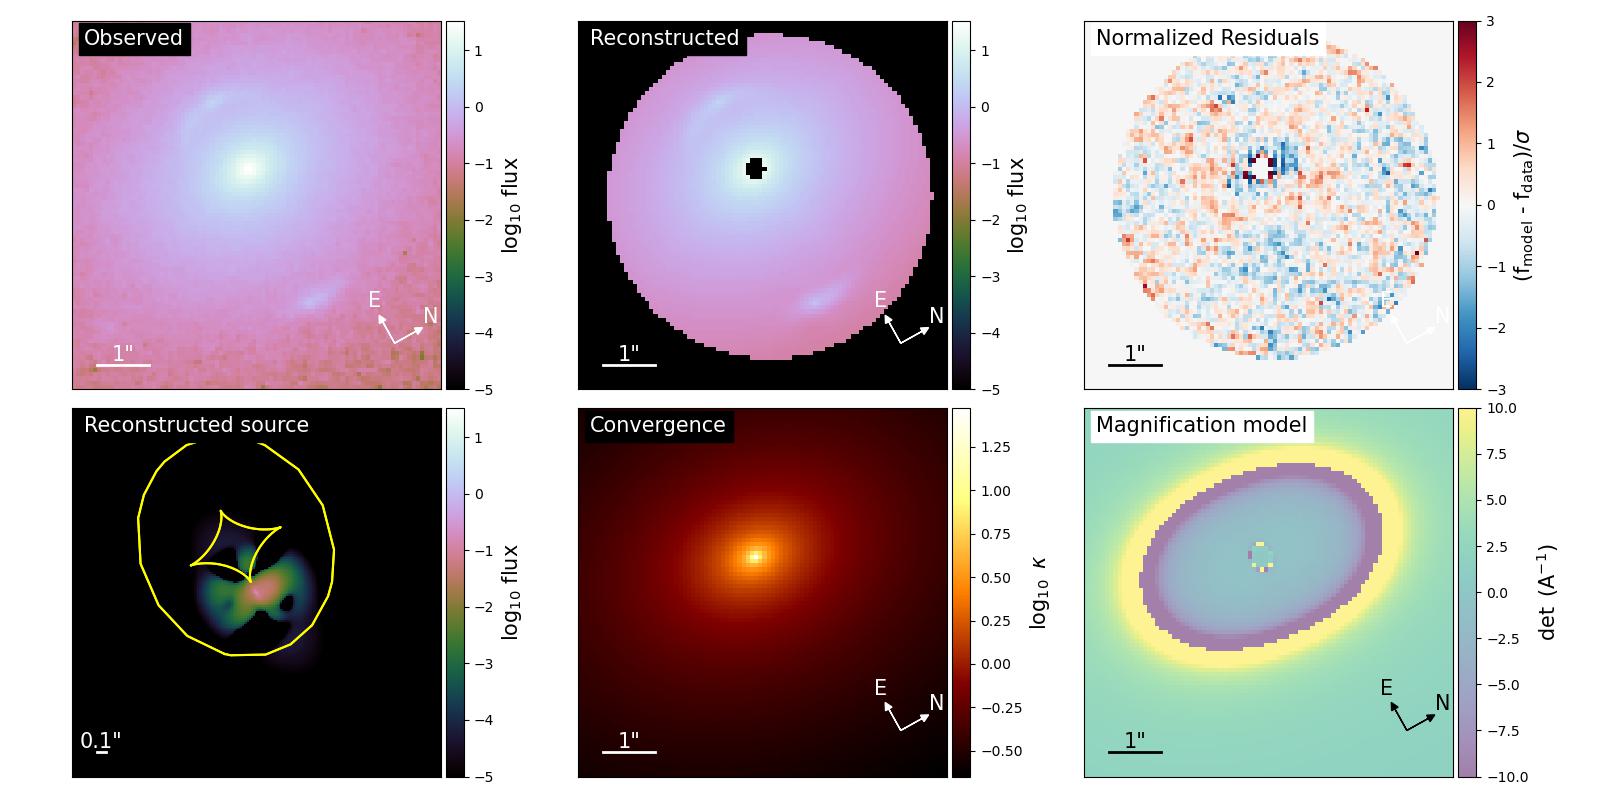 Observed
1
0
−1
−2
−3
−4
−5
log₁₀ flux
E
N
1"
Reconstructed
1
0
−1
−2
−3
−4
−5
log₁₀ flux
E
N
1"
Normalized Residuals
3
2
1
0
−1
−2
−3
(f_model - f_data)/σ
E
N
1"
Reconstructed source
1
0
−1
−2
−3
−4
−5
log₁₀ flux
0.1"
Convergence
1.25
1.00
0.75
0.50
0.25
0.00
−0.25
−0.50
log₁₀ κ
E
N
1"
Magnification model
10.0
7.5
5.0
2.5
0.0
−2.5
−5.0
−7.5
−10.0
det (A⁻¹)
E
N
1"